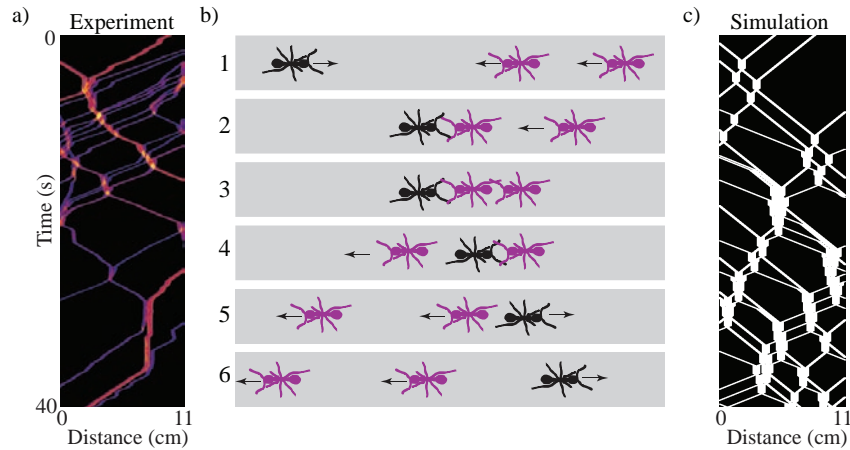 a)
Experiment
b)
c)
Simulation
0
Time (s)
40
0
11
Distance (cm)
1
2
3
4
5
6
0
11
Distance (cm)